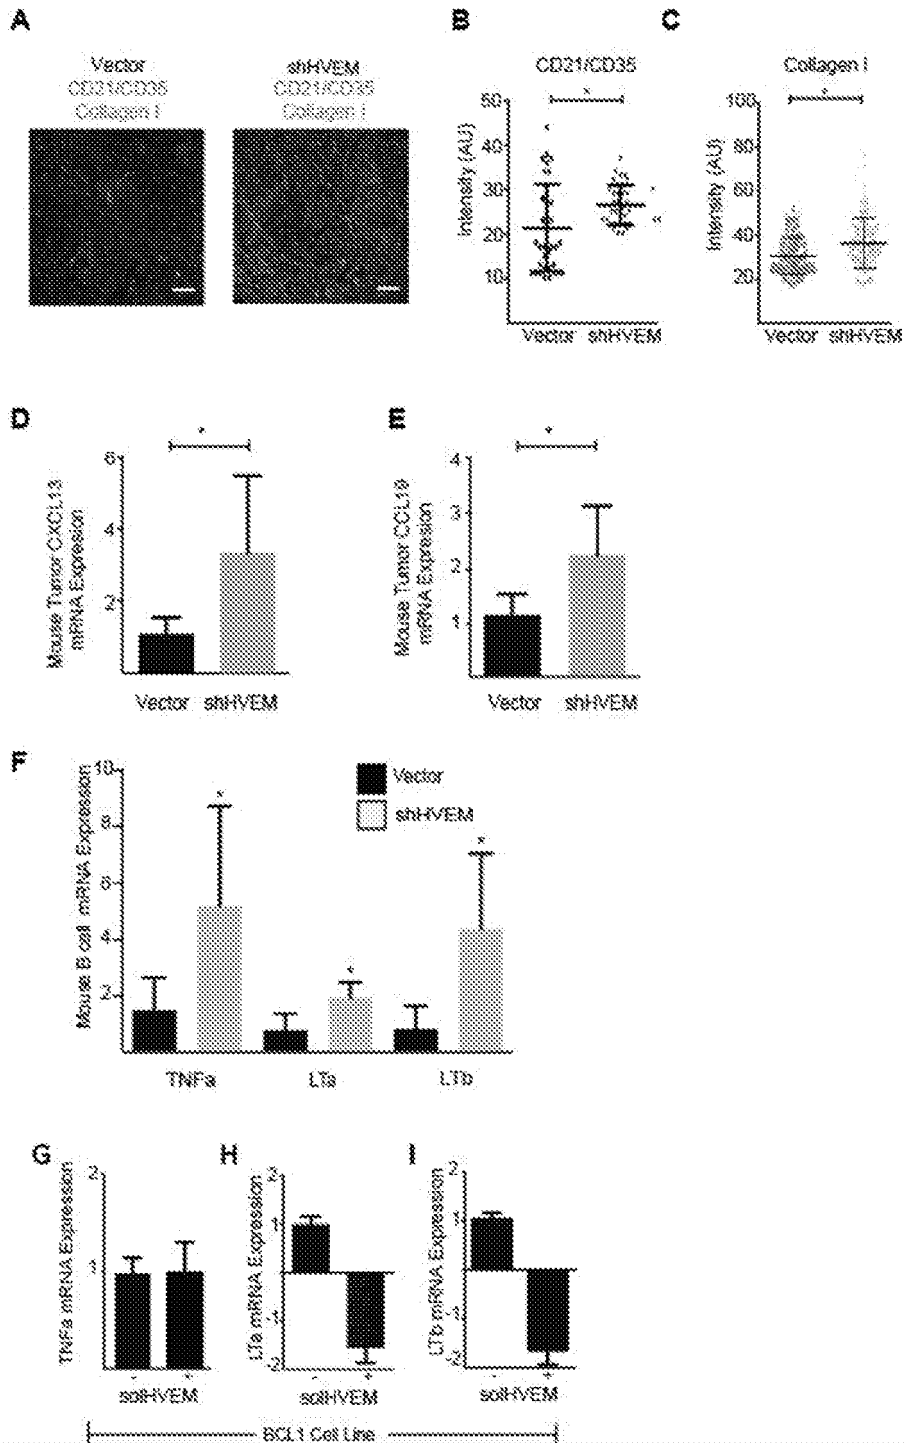 A
Vector
CD21/CD35
Collagen I
shHVEM
CD21/CD35
Collagen I
B
CD21/CD35
Intensity (AU)
50
40
30
20
10
*
Vector shHVEM
C
Collagen I
Intensity (AU)
100
80
60
40
20
*
Vector shHVEM
D
Mouse Tumor CXCL13
mRNA Expresion
6
4
2
*
Vector shHVEM
E
Mouse Tumor CCL19
mRNA Expresion
4
3
2
1
*
Vector shHVEM
F
Mouse B cell mRNA Expression
10
8
6
4
2
Vector
shHVEM
*
*
*
TNFa LTa LTb
G
TNFa mRNA Expression
2
1
- +
solHVEM
H
LTa mRNA Expression
2
1
-1
-2
- +
solHVEM
I
LTb mRNA Expression
2
1
-1
-2
- +
solHVEM
BCL1 Cell Line